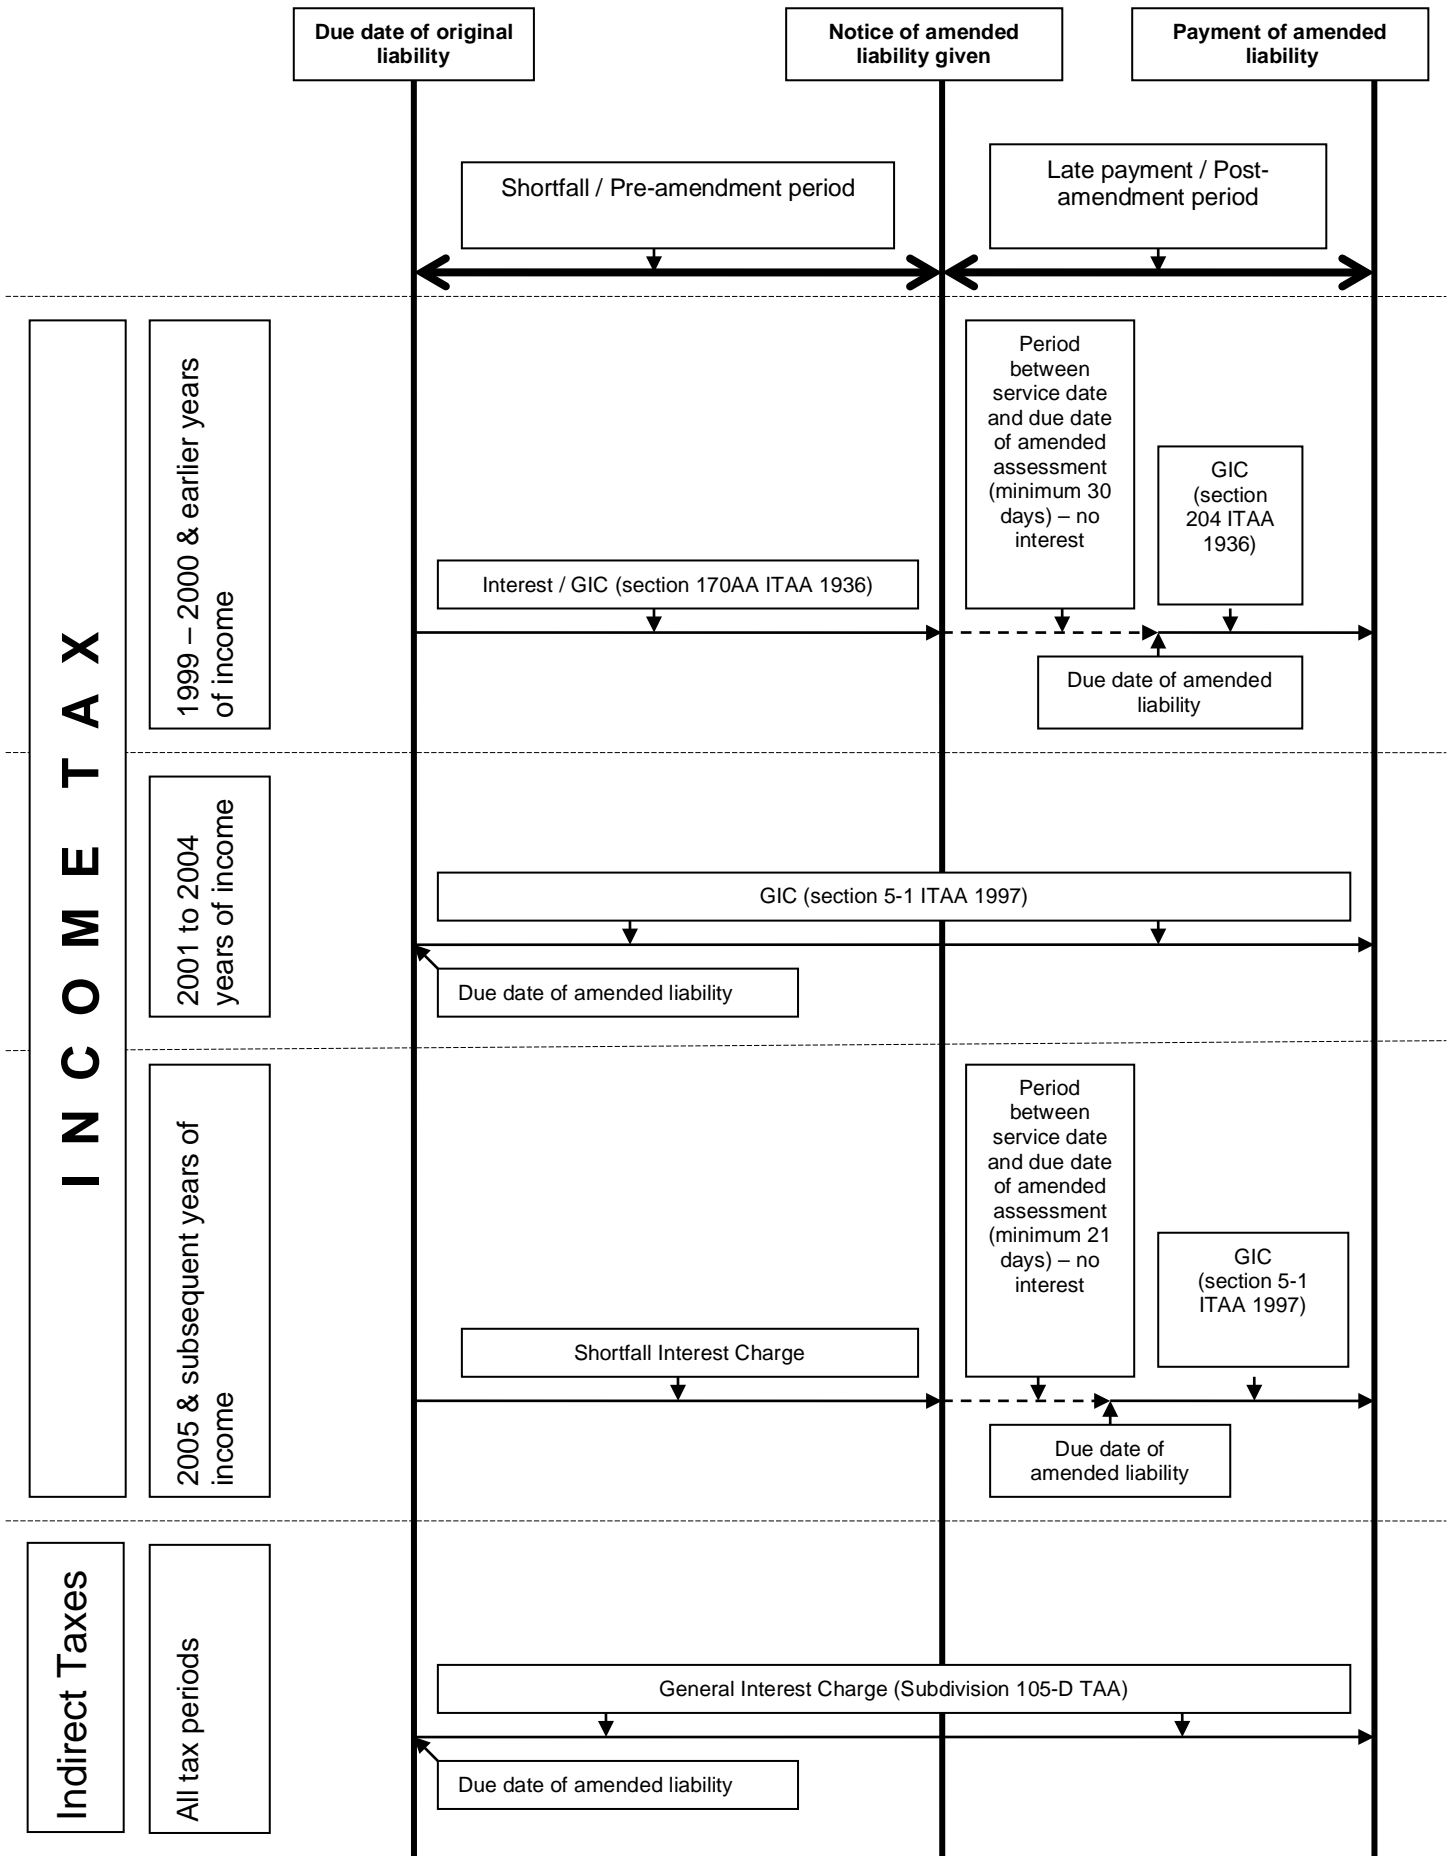 Due date of original
liability
Notice of amended
liability given
Payment of amended
liability
Shortfall / Pre-amendment period
Late payment / Post-
amendment period
INCOME TAX
1999 – 2000 & earlier years
of income
Period
between
service date
and due date
of amended
assessment
(minimum 30
days) – no
interest
GIC
(section
204 ITAA
1936)
Interest / GIC (section 170AA ITAA 1936)
Due date of amended
liability
2001 to 2004
years of income
GIC (section 5-1 ITAA 1997)
Due date of amended liability
2005 & subsequent years of
income
Period
between
service date
and due date
of amended
assessment
(minimum 21
days) – no
interest
GIC
(section 5-1
ITAA 1997)
Shortfall Interest Charge
Due date of
amended liability
Indirect Taxes
All tax periods
General Interest Charge (Subdivision 105-D TAA)
Due date of amended liability